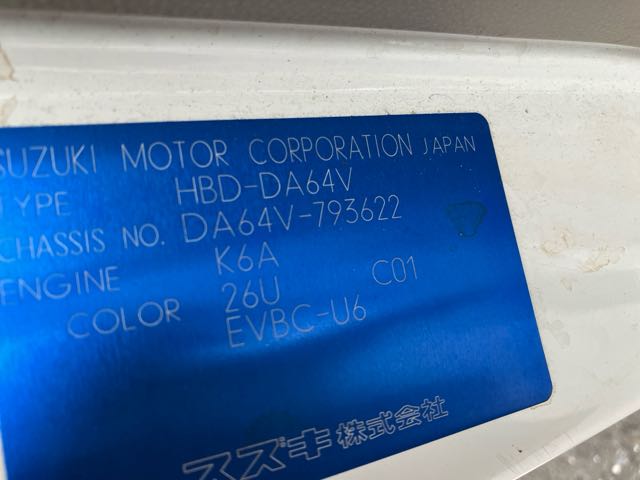 SUZUKI MOTOR CORPORATION JAPAN
TYPE HBD-DA64V
CHASSIS NO. DA64V-793622
ENGINE K6A
COLOR 26U C01
EVBC-U6
スズキ株式会社